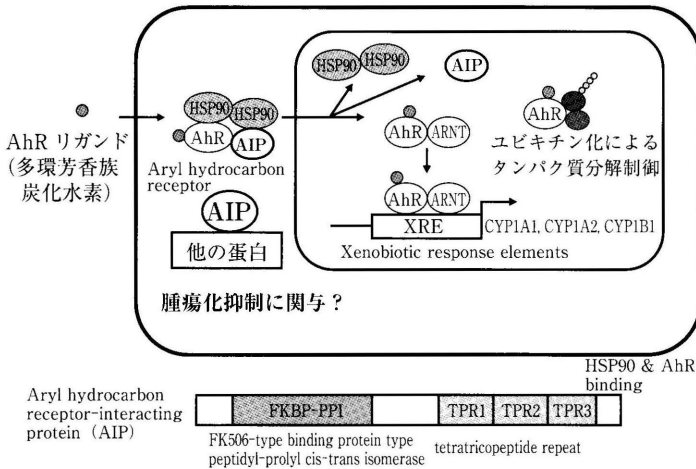 HSP90
HSP90
AIP
HSP90
HSP90
AhR
AIP
AhR リガンド
(多環芳香族
炭化水素)
Aryl hydrocarbon
receptor
AhR
ARNT
AhR
ユビキチン化による
タンパク質分解制御
AIP
他の蛋白
AhR
ARNT
XRE
CYP1A1, CYP1A2, CYP1B1
Xenobiotic response elements
腫瘍化抑制に関与？
HSP90 & AhR
binding
Aryl hydrocarbon
receptor-interacting
protein (AIP)
FKBP-PPI
TPR1
TPR2
TPR3
FK506-type binding protein type
peptidyl-prolyl cis-trans isomerase
tetratricopeptide repeat